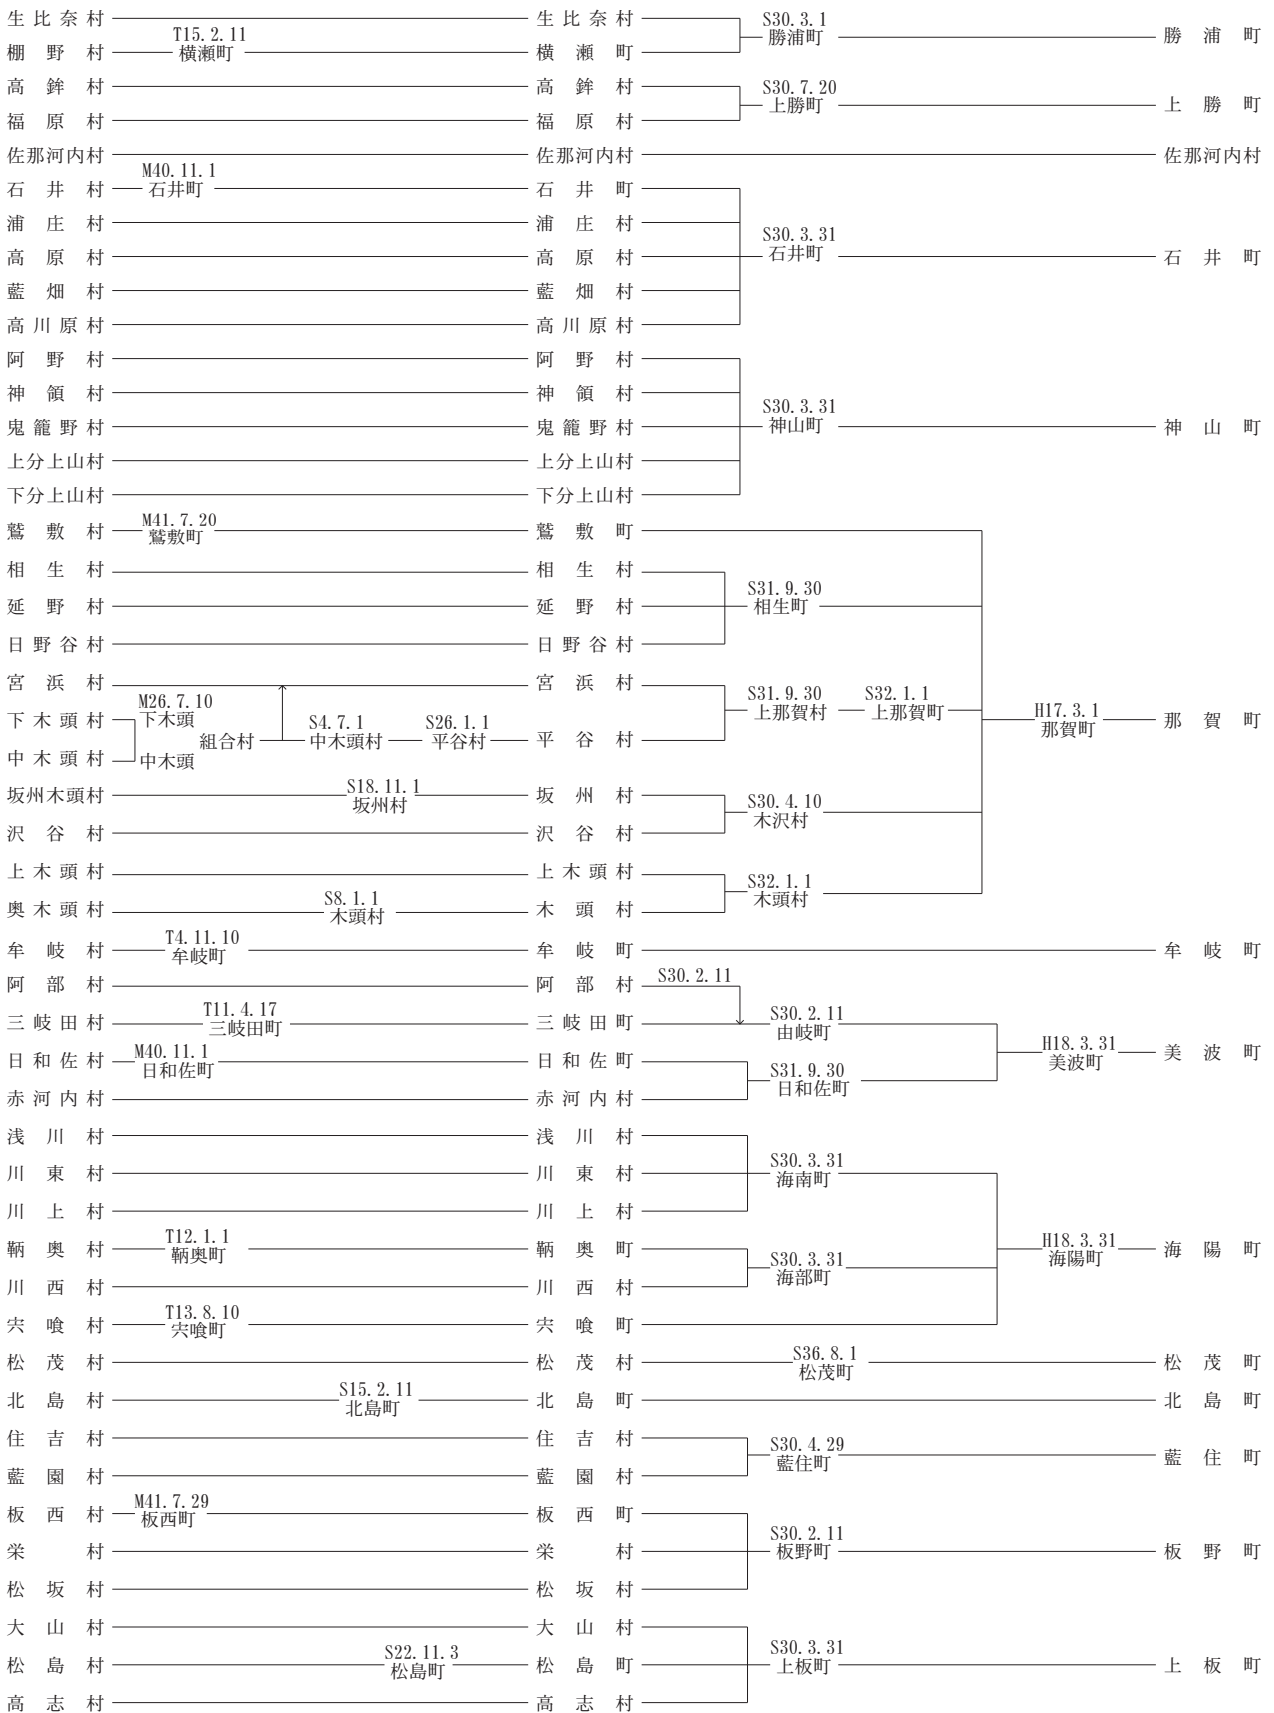 生比奈村 生比奈村 S30.3.1 勝浦町 勝浦町
棚野村 T15.2.11 横瀬町 横瀬町
高鉾村 高鉾村 S30.7.20 上勝町 上勝町
福原村 福原村
佐那河内村 佐那河内村 佐那河内村
石井村 M40.11.1 石井町 石井町
浦庄村 浦庄村
高原村 高原村 S30.3.31 石井町 石井町
藍畑村 藍畑村
高川原村 高川原村
阿野村 阿野村
神領村 神領村
鬼籠野村 鬼籠野村 S30.3.31 神山町 神山町
上分上山村 上分上山村
下分上山村 下分上山村
鷲敷村 M41.7.20 鷲敷町 鷲敷町
相生村 相生村
延野村 延野村 S31.9.30 相生町
日野谷村 日野谷村
宮浜村 宮浜村 S31.9.30 上那賀村 S32.1.1 上那賀町
下木頭村 M26.7.10 下木頭 H17.3.1 那賀町 那賀町
組合村 S4.7.1 中木頭村 S26.1.1 平谷村 平谷村
中木頭村 中木頭
坂州木頭村 S18.11.1 坂州村 坂州村
沢谷村 沢谷村 S30.4.10 木沢村
上木頭村 上木頭村
奥木頭村 S8.1.1 木頭村 木頭村 S32.1.1 木頭村
牟岐村 T4.11.10 牟岐町 牟岐町 牟岐町
阿部村 阿部村 S30.2.11
三岐田村 T11.4.17 三岐田町 三岐田町 S30.2.11 由岐町
日和佐村 M40.11.1 日和佐町 日和佐町 H18.3.31 美波町 美波町
赤河内村 赤河内村 S31.9.30 日和佐町
浅川村 浅川村
川東村 川東村 S30.3.31 海南町
川上村 川上村
鞆奥村 T12.1.1 鞆奥町 鞆奥町 H18.3.31 海陽町 海陽町
川西村 川西村 S30.3.31 海部町
宍喰村 T13.8.10 宍喰町 宍喰町
松茂村 松茂村 S36.8.1 松茂町 松茂町
北島村 S15.2.11 北島町 北島町 北島町
住吉村 住吉村 S30.4.29 藍住町 藍住町
藍園村 藍園村
板西村 M41.7.29 板西町 板西町
栄村 栄村 S30.2.11 板野町 板野町
松坂村 松坂村
大山村 大山村
松島村 S22.11.3 松島町 松島町 S30.3.31 上板町 上板町
高志村 高志村